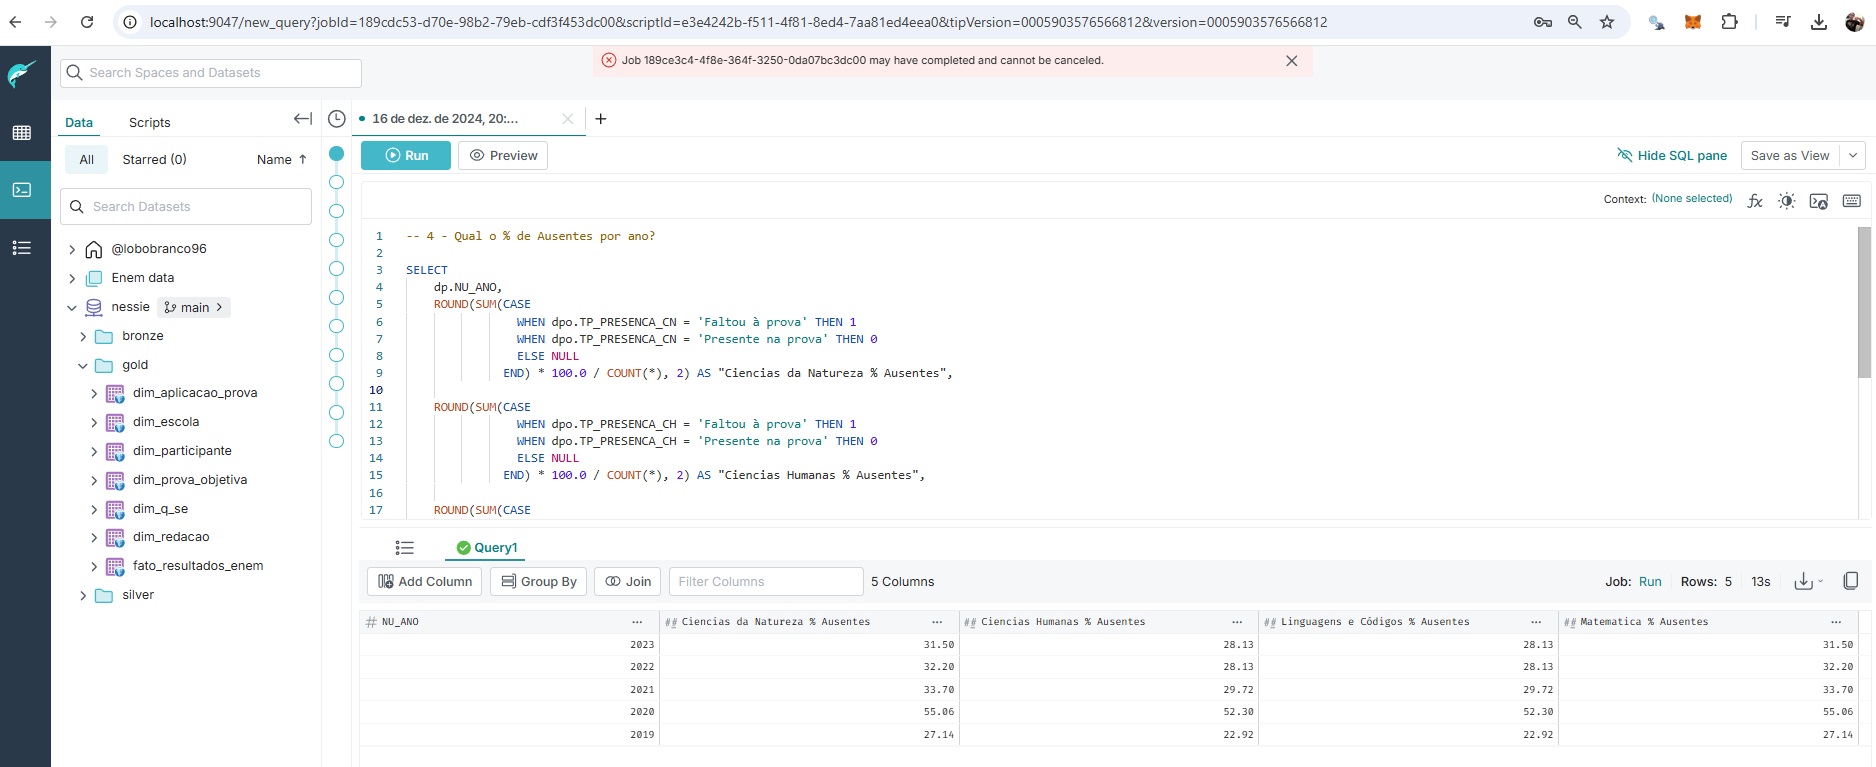 localhost:9047/new_query?jobId=189cdc53-d70e-98b2-79eb-cdf3f453dc00&scriptId=e3e4242b-f511-4f81-8ed4-7aa81ed4eea0&tipVersion=0005903576566812&version=0005903576566812
Search Spaces and Datasets
Job 189ce3c4-4f8e-364f-3250-0da07bc3dc00 may have completed and cannot be canceled.
Data
Scripts
16 de dez. de 2024, 20:...
All
Starred (0)
Name
Run
Preview
Hide SQL pane
Save as View
Search Datasets
Context: (None selected)
@lobobranco96
Enem data
nessie
main
bronze
gold
dim_aplicacao_prova
dim_escola
dim_participante
dim_prova_objetiva
dim_q_se
dim_redacao
fato_resultados_enem
silver
1 -- 4 - Qual o % de Ausentes por ano?
2
3 SELECT
4 dp.NU_ANO,
5 ROUND(SUM(CASE
6 WHEN dpo.TP_PRESENCA_CN = 'Faltou à prova' THEN 1
7 WHEN dpo.TP_PRESENCA_CN = 'Presente na prova' THEN 0
8 ELSE NULL
9 END) * 100.0 / COUNT(*), 2) AS "Ciencias da Natureza % Ausentes",
10
11 ROUND(SUM(CASE
12 WHEN dpo.TP_PRESENCA_CH = 'Faltou à prova' THEN 1
13 WHEN dpo.TP_PRESENCA_CH = 'Presente na prova' THEN 0
14 ELSE NULL
15 END) * 100.0 / COUNT(*), 2) AS "Ciencias Humanas % Ausentes",
16
17 ROUND(SUM(CASE
Query1
Add Column
Group By
Join
Filter Columns
5 Columns
Job: Run Rows: 5 13s
# NU_ANO ... ## Ciencias da Natureza % Ausentes ... ## Ciencias Humanas % Ausentes ... ## Linguagens e Códigos % Ausentes ... ## Matematica % Ausentes ...
2023 31.50 28.13 28.13 31.50
2022 32.20 28.13 28.13 32.20
2021 33.70 29.72 29.72 33.70
2020 55.06 52.30 52.30 55.06
2019 27.14 22.92 22.92 27.14